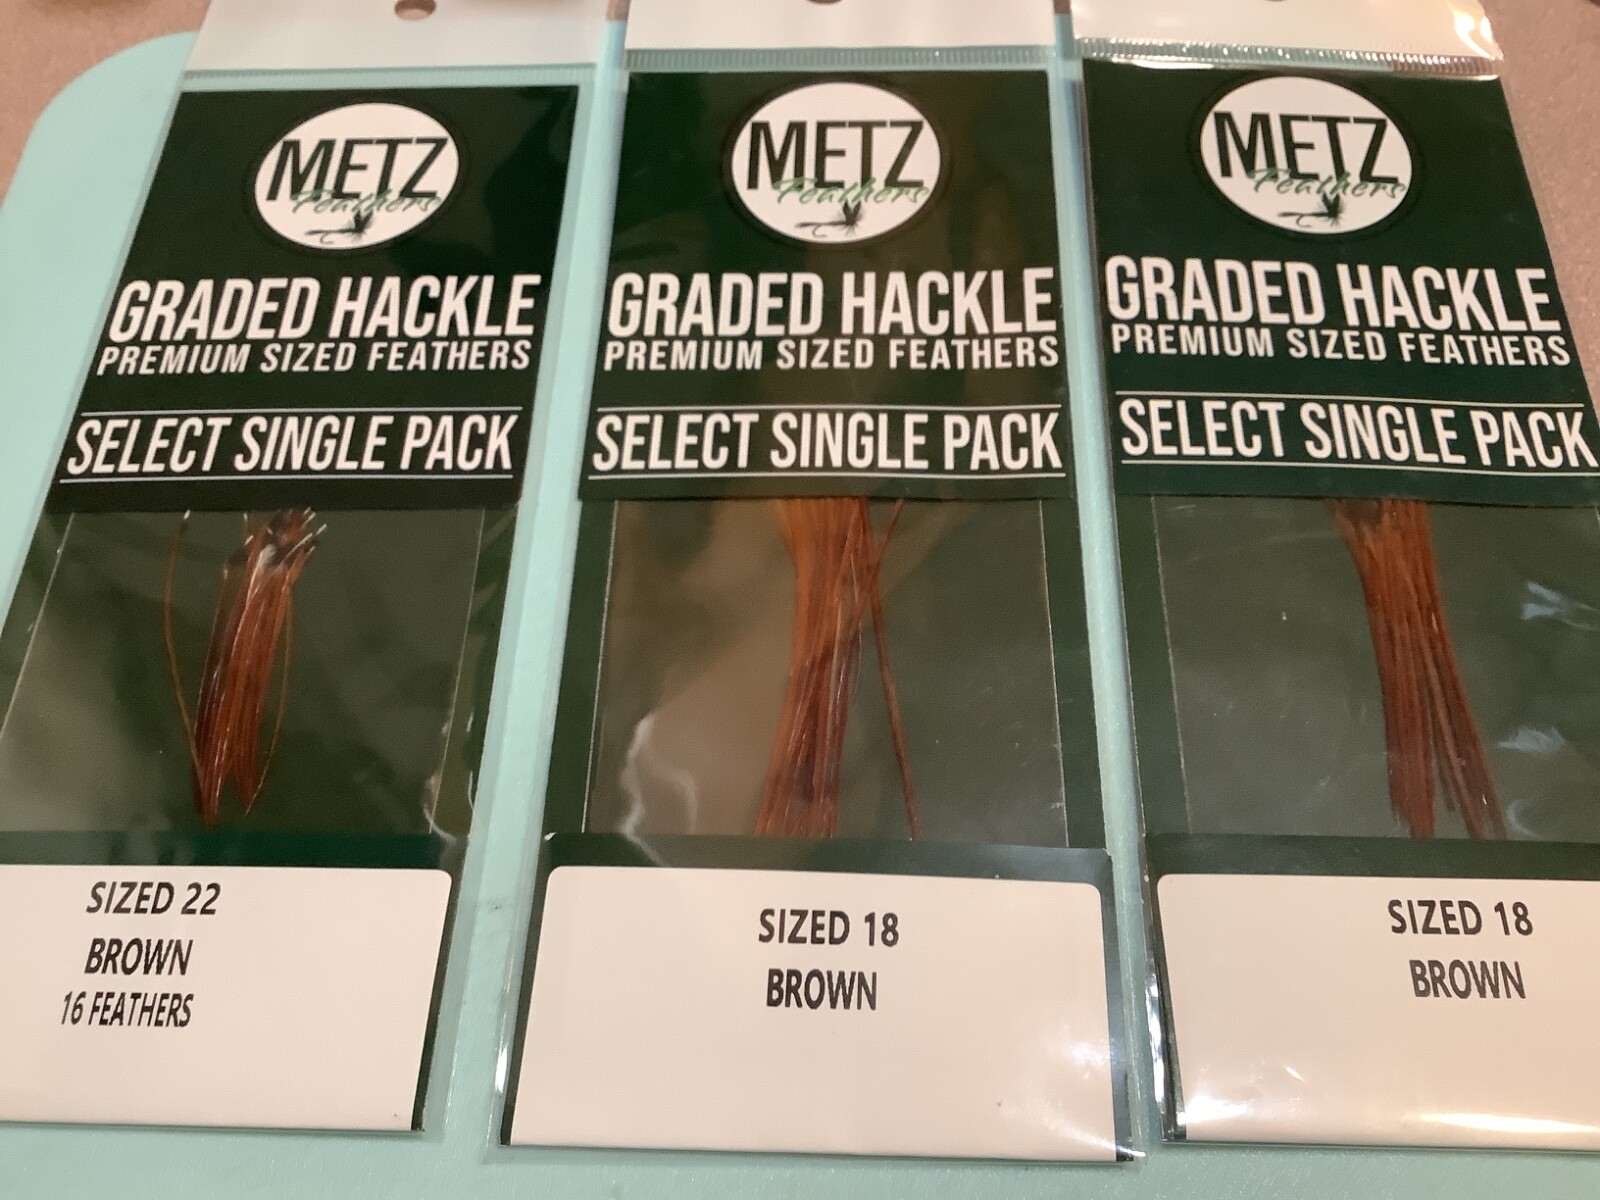 METZ
Feathers
GRADED HACKLE
PREMIUM SIZED FEATHERS
SELECT SINGLE PACK
SIZED 22
BROWN
16 FEATHERS
METZ
Feathers
GRADED HACKLE
PREMIUM SIZED FEATHERS
SELECT SINGLE PACK
SIZED 18
BROWN
METZ
Feathers
GRADED HACKLE
PREMIUM SIZED FEATHERS
SELECT SINGLE PACK
SIZED 18
BROWN